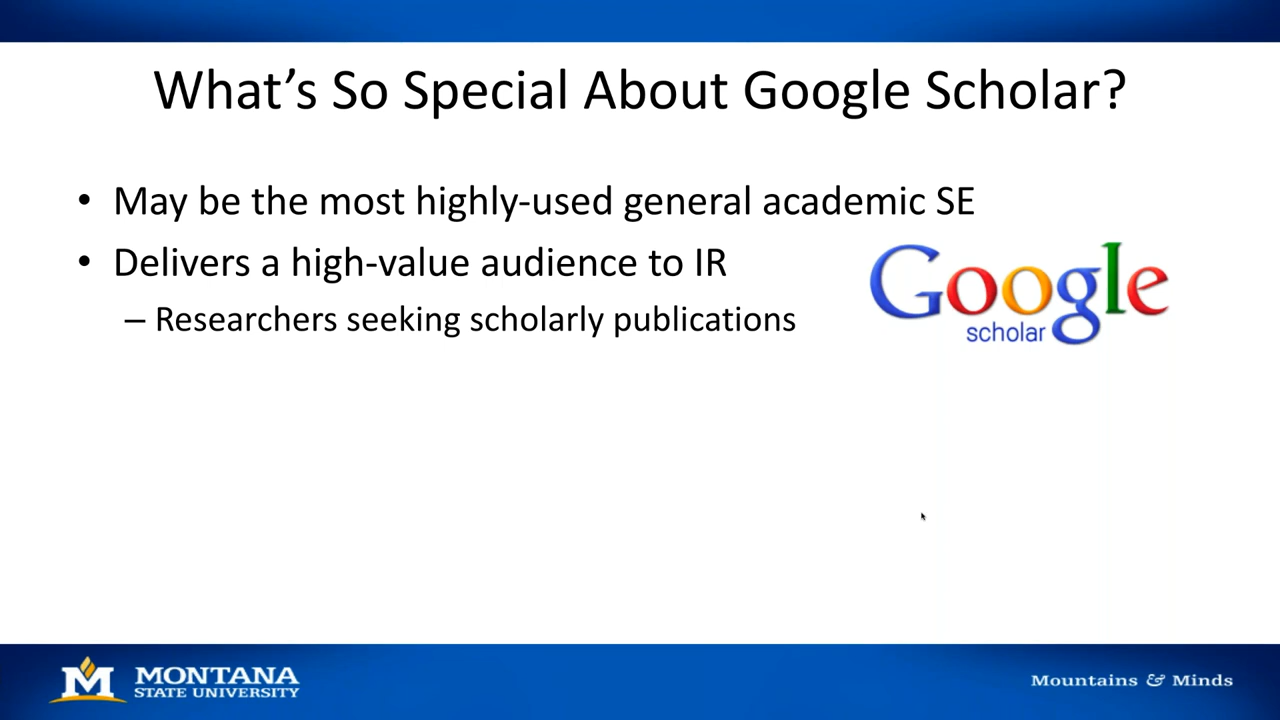 What's So Special About Google Scholar?
• May be the most highly-used general academic SE
• Delivers a high-value audience to IR
– Researchers seeking scholarly publications
Google
scholar
M MONTANA
STATE UNIVERSITY
Mountains & Minds